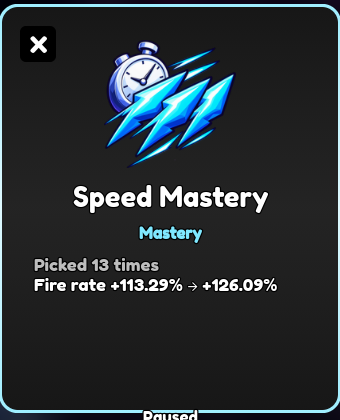 Speed Mastery
Mastery
Picked 13 times
Fire rate +113.29% → +126.09%
Paused